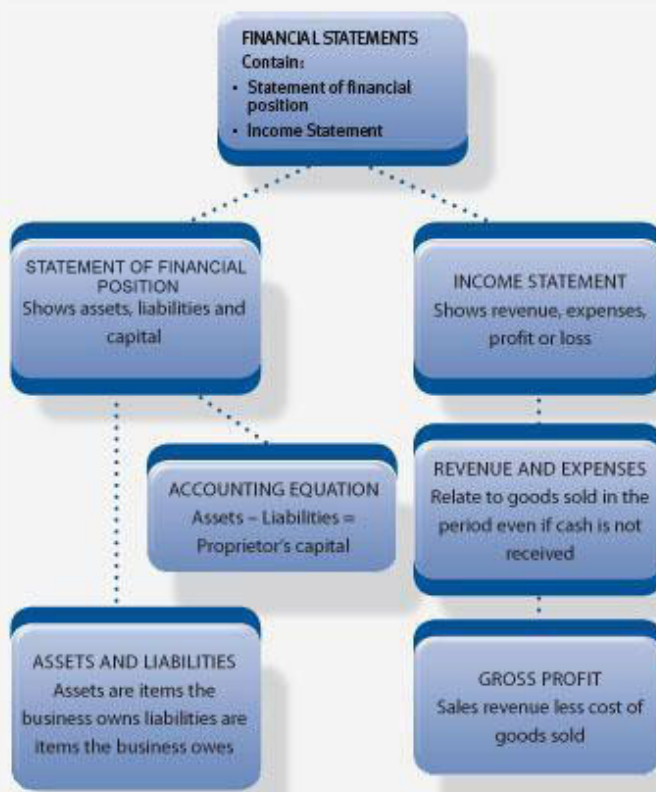 FINANCIAL STATEMENTS
Contain:
• Statement of financial
position
• Income Statement
STATEMENT OF FINANCIAL
POSITION
Shows assets, liabilities and
capital
INCOME STATEMENT
Shows revenue, expenses,
profit or loss
ACCOUNTING EQUATION
Assets – Liabilities =
Proprietor's capital
REVENUE AND EXPENSES
Relate to goods sold in the
period even if cash is not
received
ASSETS AND LIABILITIES
Assets are items the
business owns liabilities are
items the business owes
GROSS PROFIT
Sales revenue less cost of
goods sold